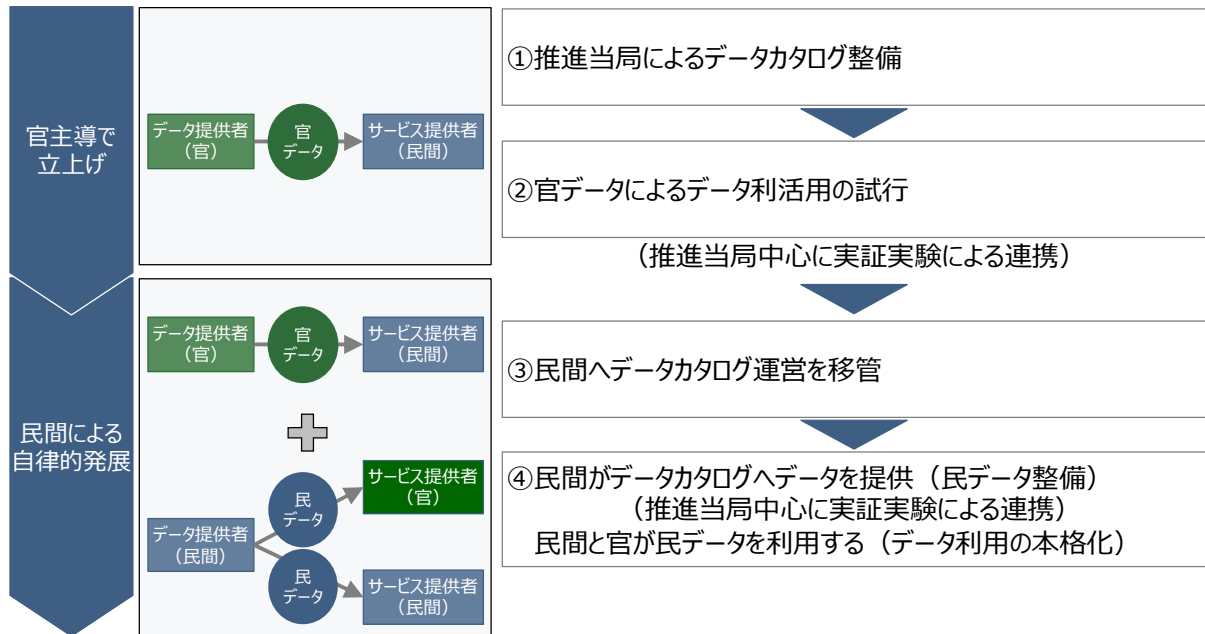 官主導で
立上げ
データ提供者
（官）
官
データ
サービス提供者
（民間）
①推進当局によるデータカタログ整備
②官データによるデータ利活用の試行
（推進当局中心に実証実験による連携）
民間による
自律的発展
データ提供者
（官）
官
データ
サービス提供者
（民間）
データ提供者
（民間）
民
データ
サービス提供者
（官）
民
データ
サービス提供者
（民間）
③民間へデータカタログ運営を移管
④民間がデータカタログへデータを提供（民データ整備）
（推進当局中心に実証実験による連携）
民間と官が民データを利用する（データ利用の本格化）